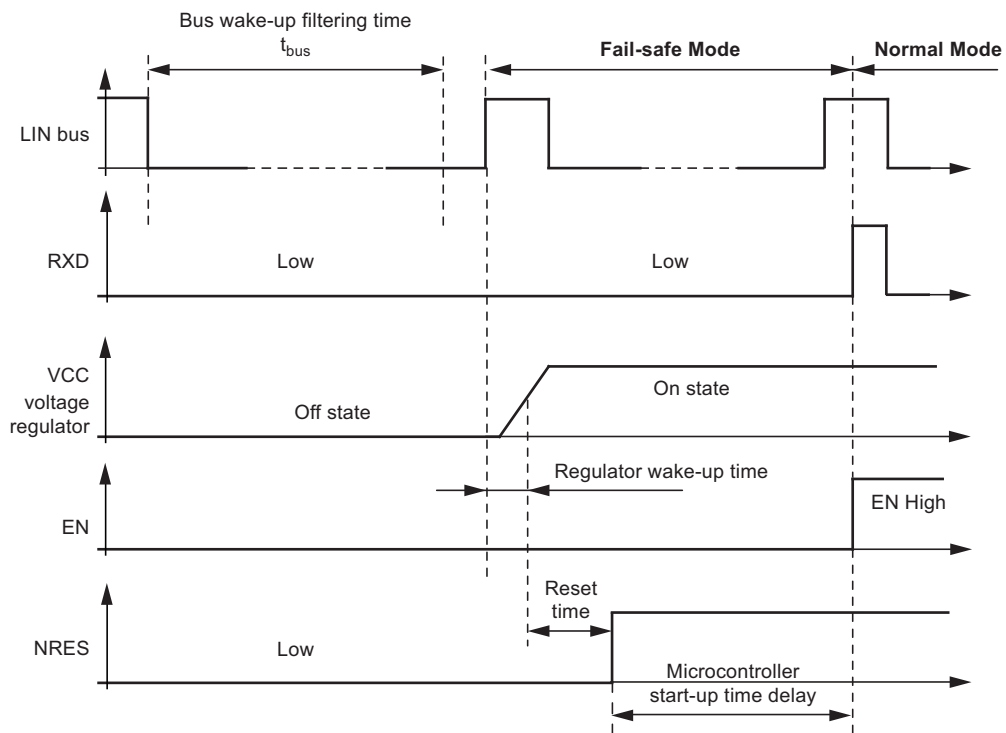 Bus wake-up filtering time
tbus
Fail-safe Mode
Normal Mode
LIN bus
RXD
Low
Low
VCC
voltage
regulator
Off state
On state
Regulator wake-up time
EN
EN High
Reset
time
NRES
Low
Microcontroller
start-up time delay